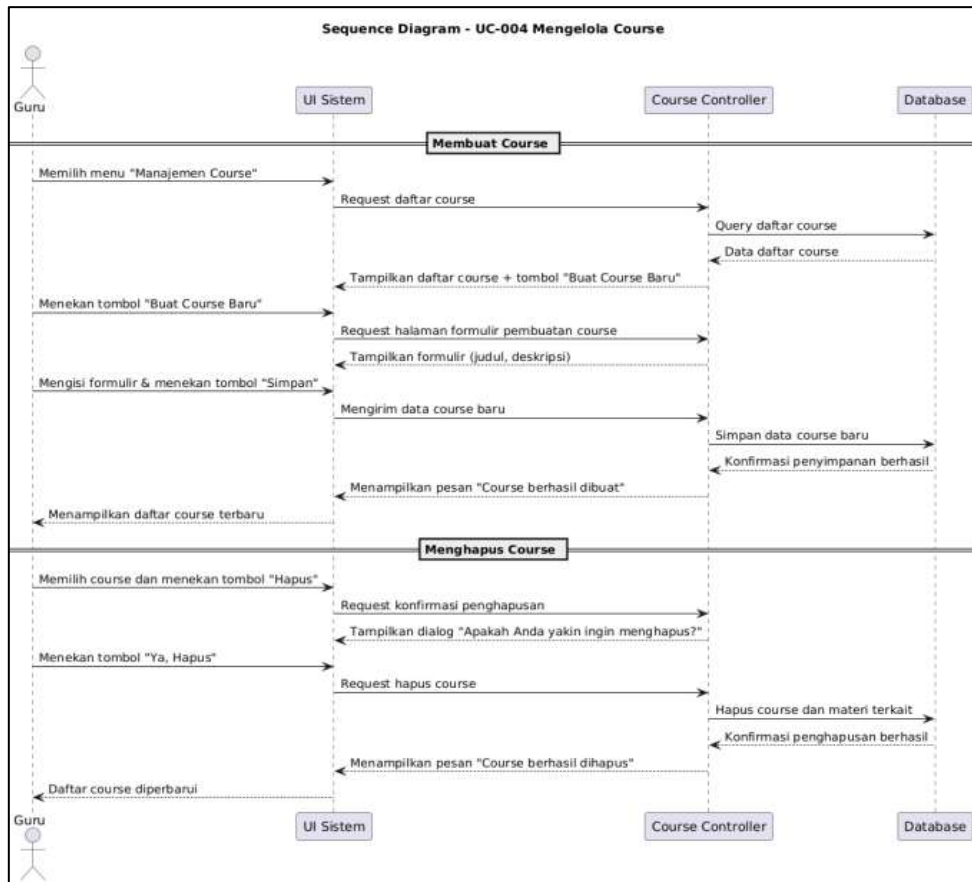 Sequence Diagram - UC-004 Mengelola Course
Guru
UI Sistem
Course Controller
Database
Membuat Course
Memilih menu "Manajemen Course"
Request daftar course
Query daftar course
Data daftar course
Tampilkan daftar course + tombol "Buat Course Baru"
Menekan tombol "Buat Course Baru"
Request halaman formulir pembuatan course
Tampilkan formulir (judul, deskripsi)
Mengisi formulir & menekan tombol "Simpan"
Mengirim data course baru
Simpan data course baru
Konfirmasi penyimpanan berhasil
Menampilkan pesan "Course berhasil dibuat"
Menampilkan daftar course terbaru
Menghapus Course
Memilih course dan menekan tombol "Hapus"
Request konfirmasi penghapusan
Tampilkan dialog "Apakah Anda yakin ingin menghapus?"
Menekan tombol "Ya, Hapus"
Request hapus course
Hapus course dan materi terkait
Konfirmasi penghapusan berhasil
Menampilkan pesan "Course berhasil dihapus"
Daftar course diperbarui
Guru
UI Sistem
Course Controller
Database